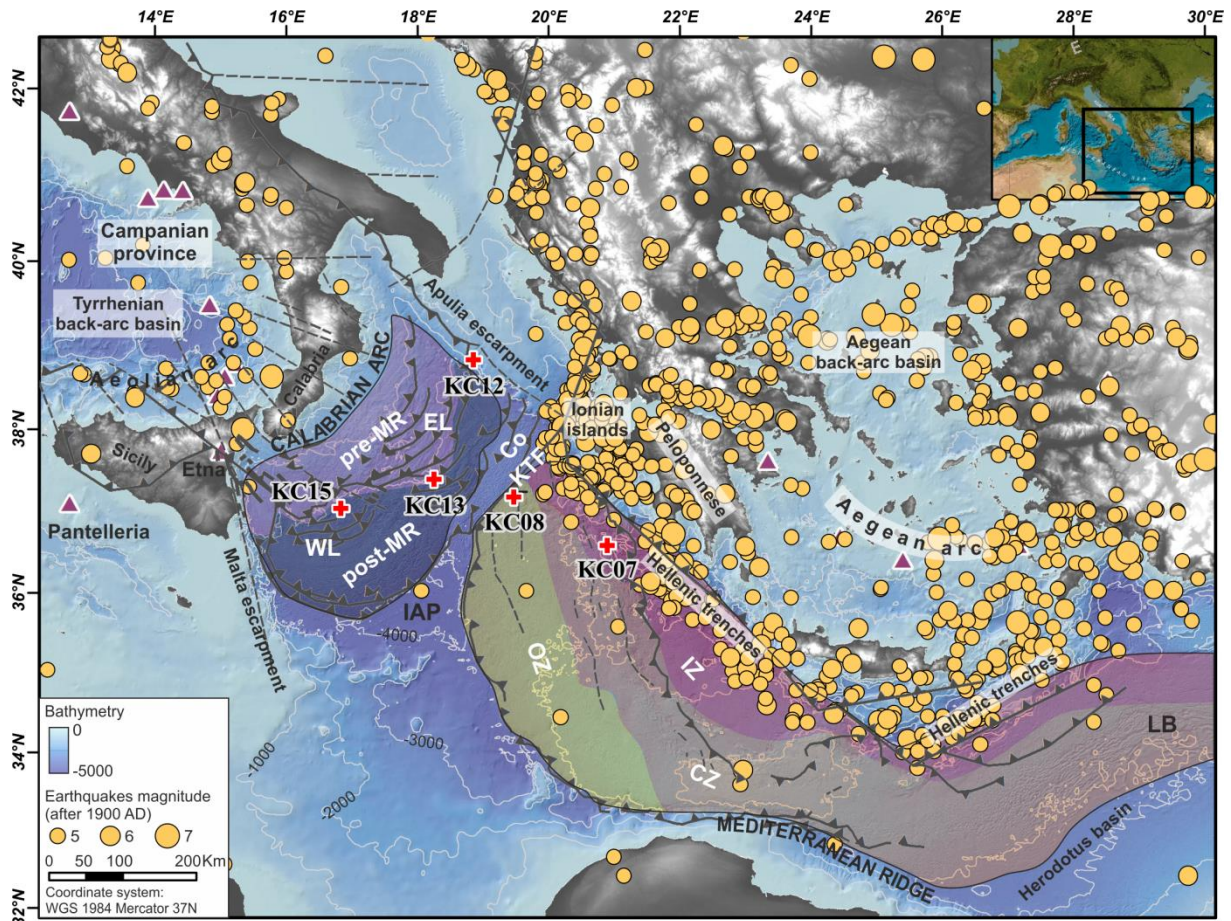 14°E 16°E 18°E 20°E 22°E 24°E 26°E 28°E 30°E
E
42°N
Campanian
province
40°N
Tyrrhenian
back-arc basin
Apulia escarpment
Aegean
back-arc basin
Aeolian arc
Calabria
CALABRIAN ARC
KC12
38°N
Ionian
islands
Peloponnese
pre-MR
EL
Co
KTF
Sicily
Etna
KC15
KC13
KC08
Pantelleria
WL
post-MR
KC07
Aegean arc
Malta escarpment
Hellenic trenches
36°N
IAP
-4000
OZ
IZ
Hellenic trenches
-1000
-3000
34°N
LB
CZ
-2000
MEDITERRANEAN RIDGE
Herodotus basin
32°N
Bathymetry
0
-5000
Earthquakes magnitude
(after 1900 AD)
5 6 7
0 50 100 200 Km
Coordinate system:
WGS 1984 Mercator 37N